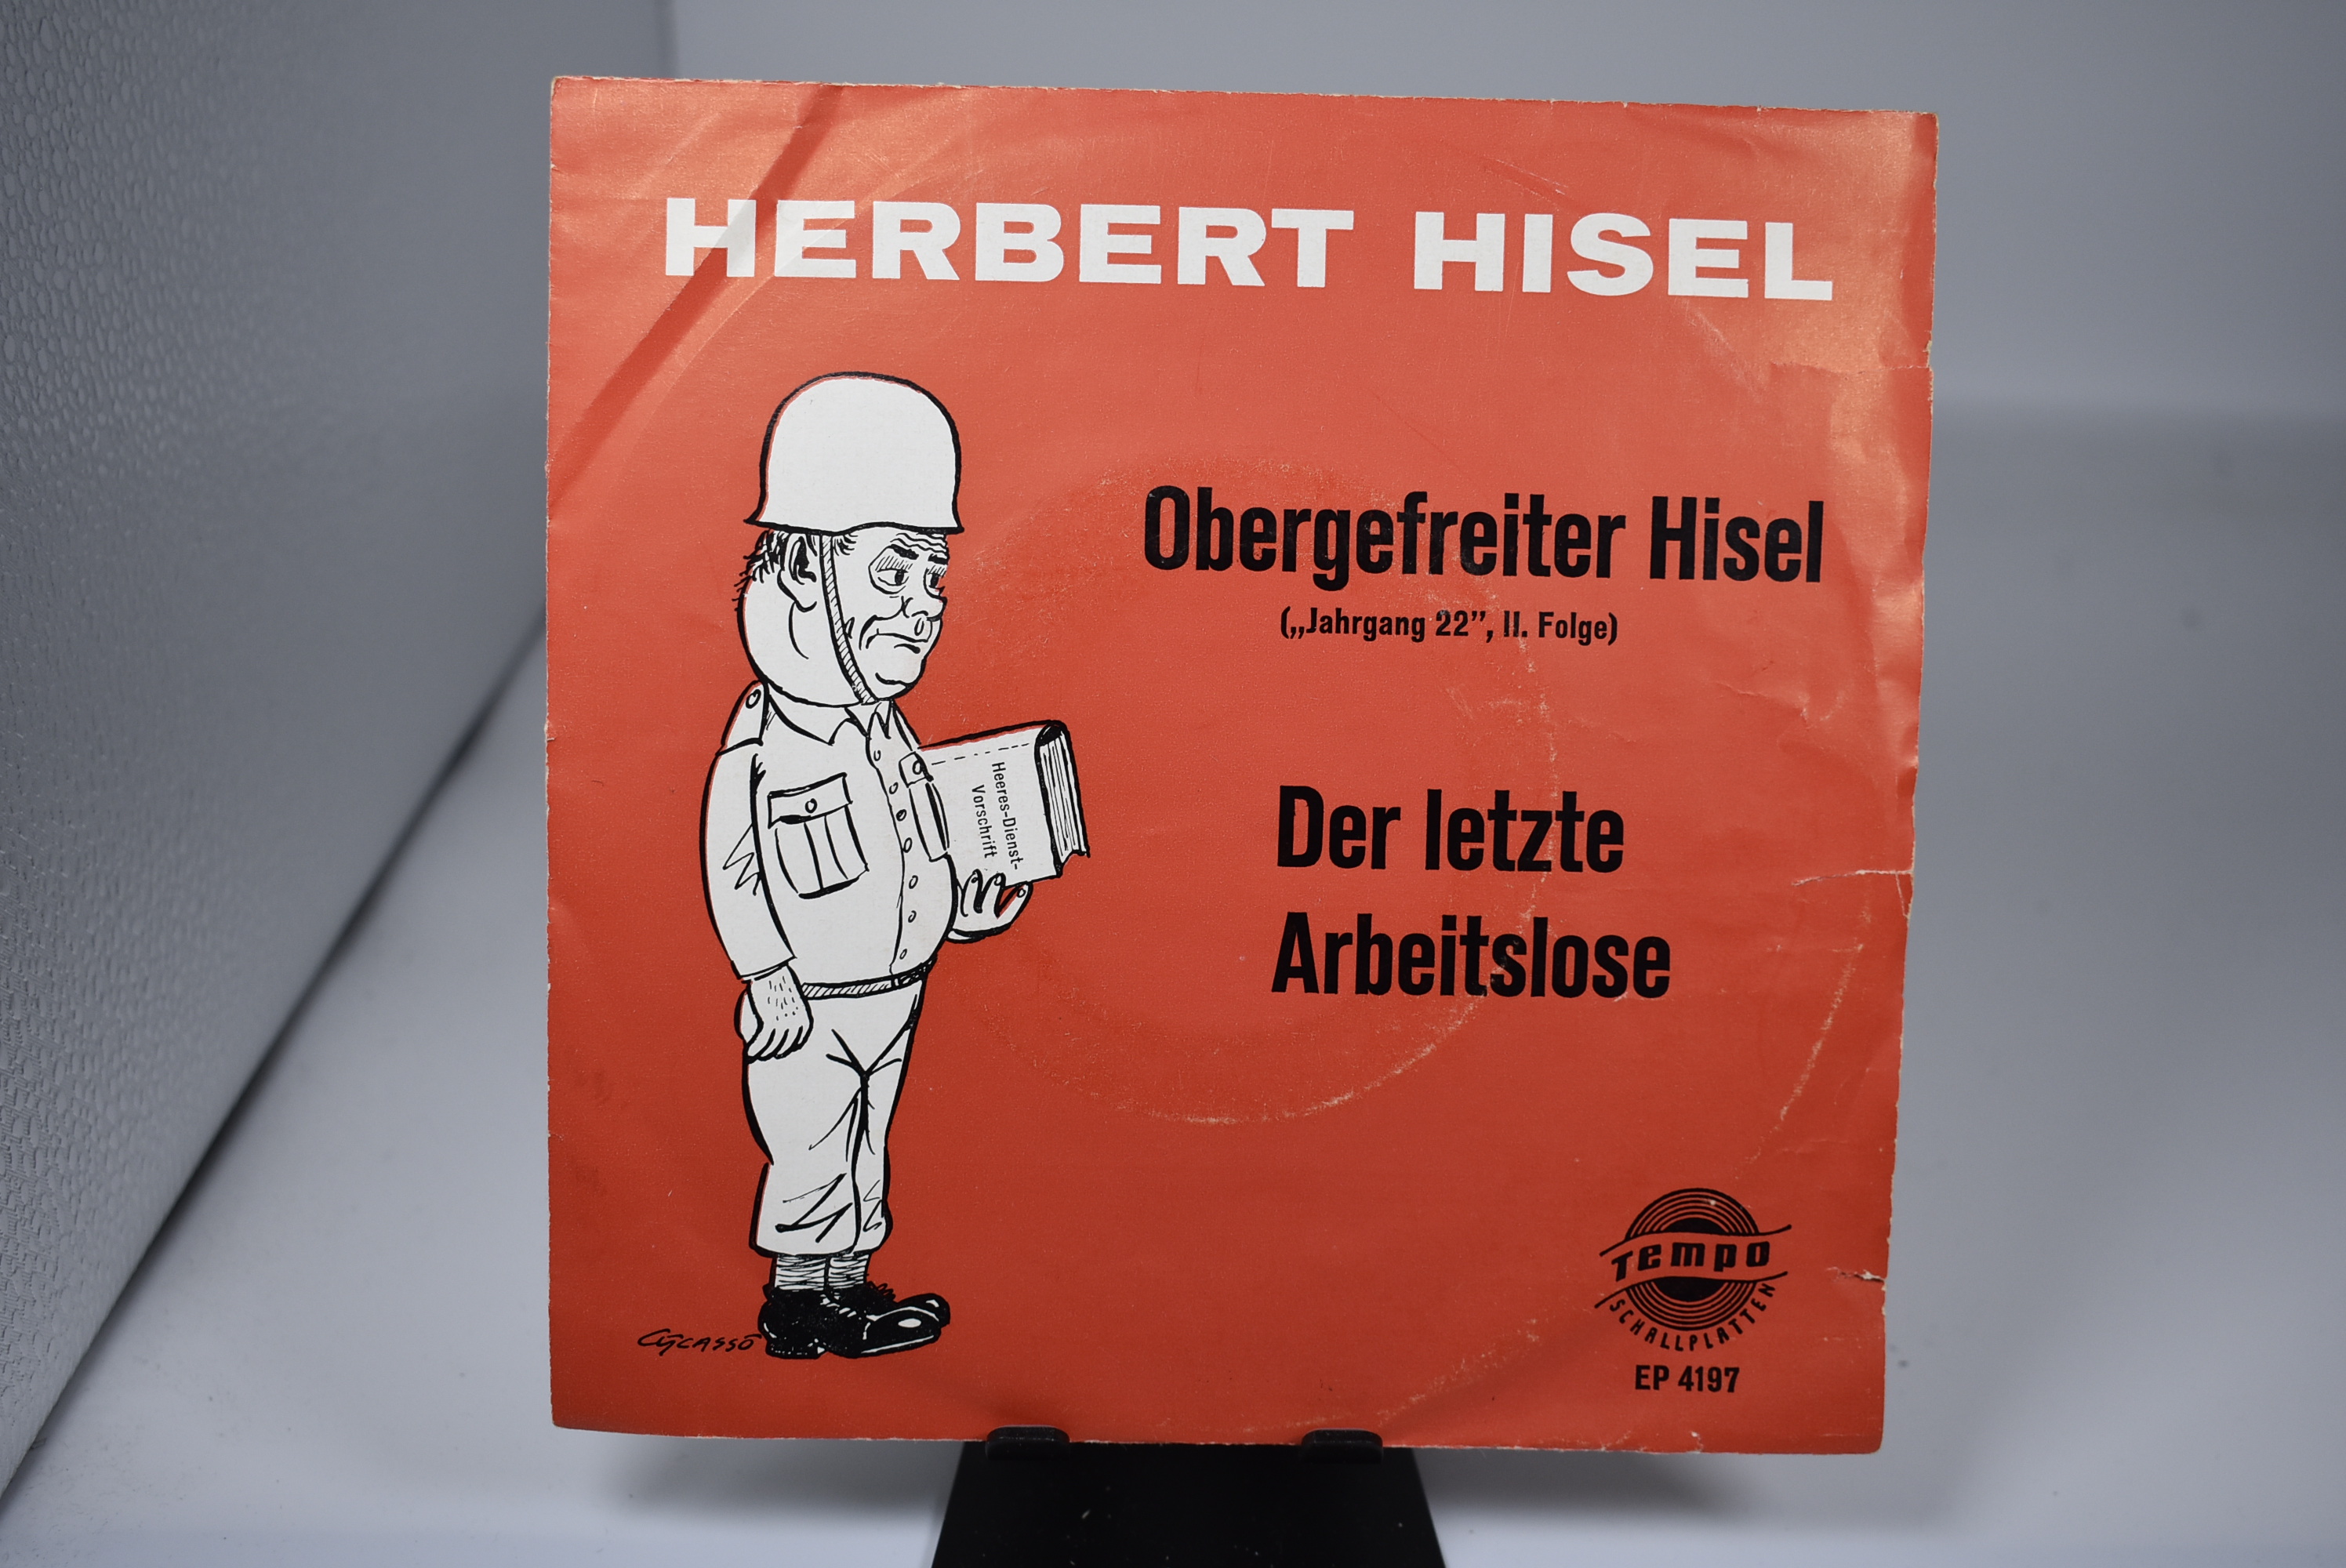 HERBERT HISEL
Obergefreiter Hisel
(„Jahrgang 22”, II. Folge)
Heeres-Dienst-
Vorschrift
Der letzte
Arbeitslose
Tempo
SCHALLPLATTEN
EP 4197